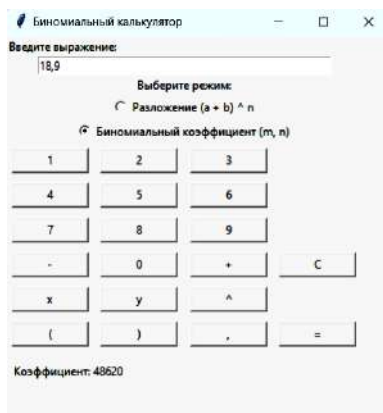 Биномиальный калькулятор
Введите выражение:
18,9
Выберите режим:
Разложение (a + b) ^ n
Биномиальный коэффициент (m, n)
1 2 3
4 5 6
7 8 9
- 0 + C
x y ^
( ) , =
Коэффициент: 48620